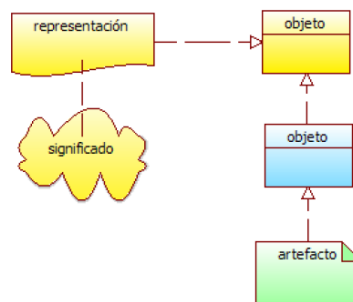 representación
objeto
objeto
significado
artefacto